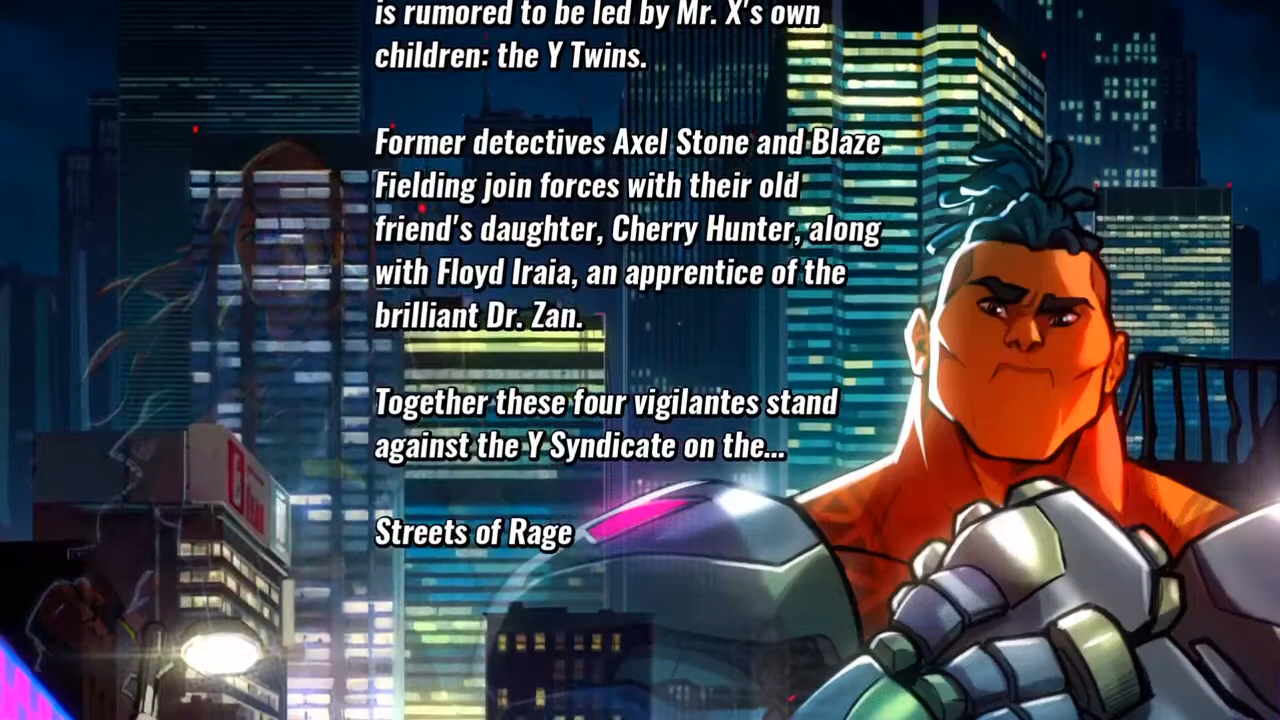 is rumored to be led by Mr. X's own
children: the Y Twins.
Former detectives Axel Stone and Blaze
Fielding join forces with their old
friend's daughter, Cherry Hunter, along
with Floyd Iraia, an apprentice of the
brilliant Dr. Zan.
Together these four vigilantes stand
against the Y Syndicate on the...
Streets of Rage